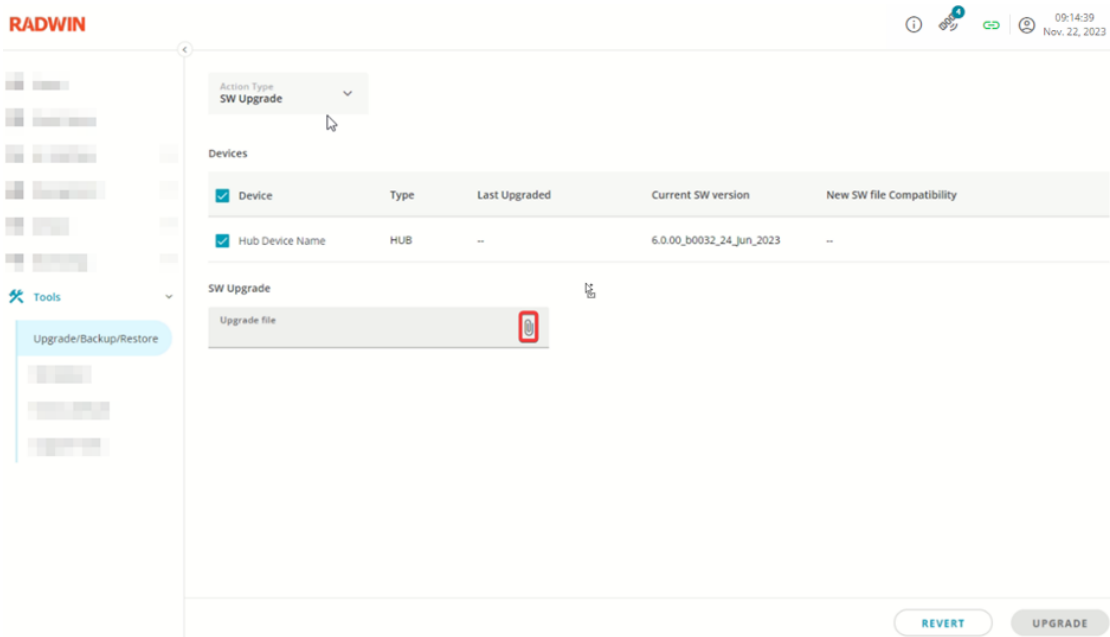 RADWIN
4
09:14:39
Nov. 22, 2023
Action Type
SW Upgrade
Devices
Device Type Last Upgraded Current SW version New SW file Compatibility
Hub Device Name HUB -- 6.0.00_b0032_24_Jun_2023 --
Tools
SW Upgrade
Upgrade file
Upgrade/Backup/Restore
REVERT UPGRADE